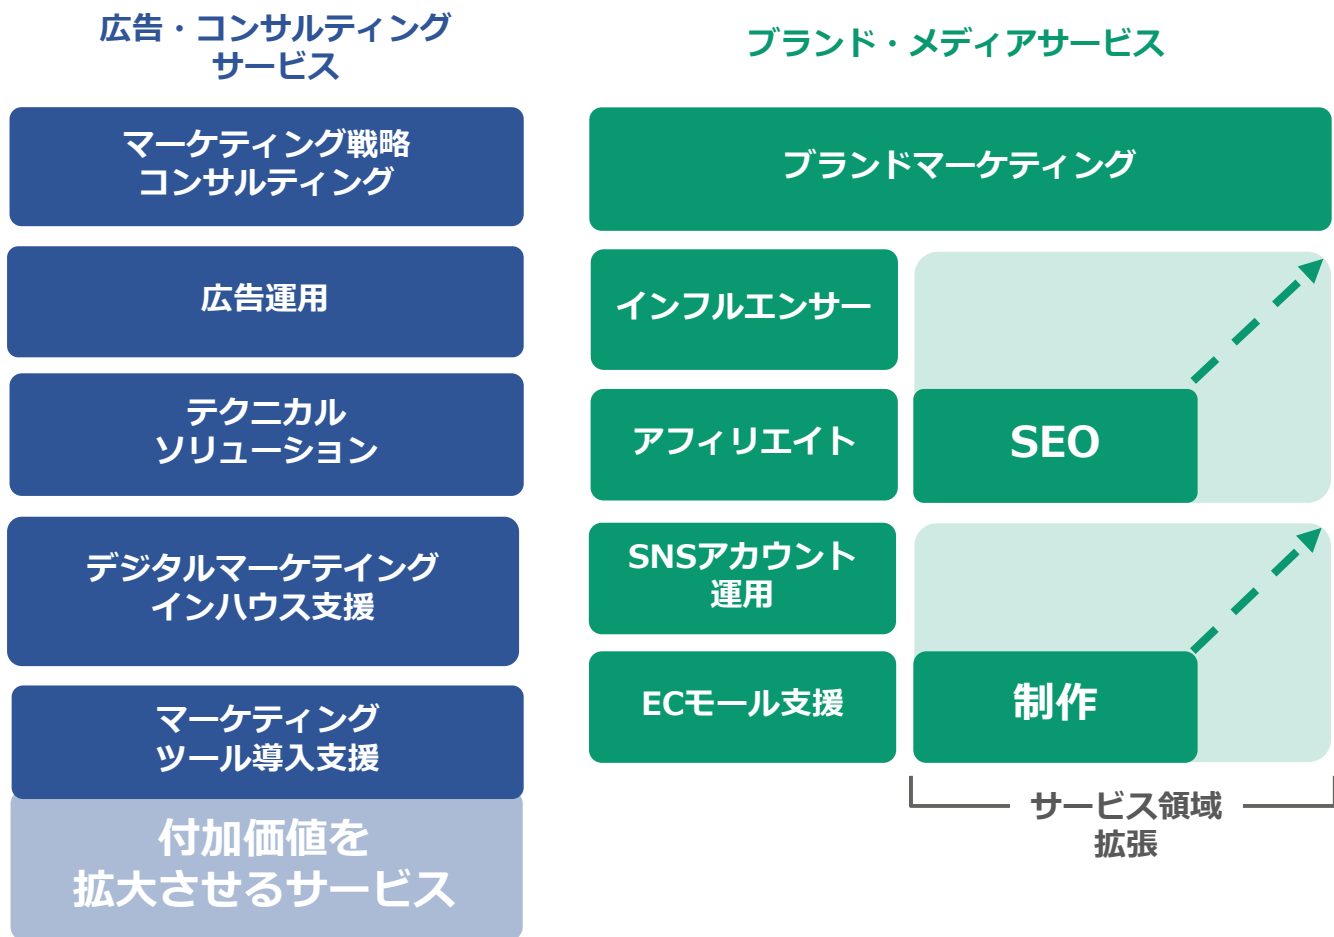 広告・コンサルティング
サービス
マーケティング戦略
コンサルティング
広告運用
テクニカル
ソリューション
デジタルマーケテイング
インハウス支援
マーケティング
ツール導入支援
付加価値を
拡大させるサービス
ブランド・メディアサービス
ブランドマーケティング
インフルエンサー
アフィリエイト
SEO
SNSアカウント
運用
ECモール支援
制作
サービス領域
拡張